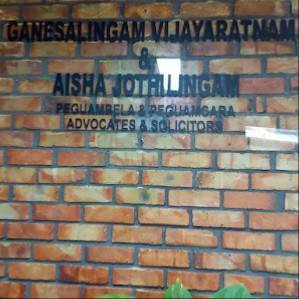 GANESALINGAM VIJAYARATNAM
&
AISHA JOTHILINGAM
PEGUAMBELA & PEGUAMCARA
ADVOCATES & SOLICITORS